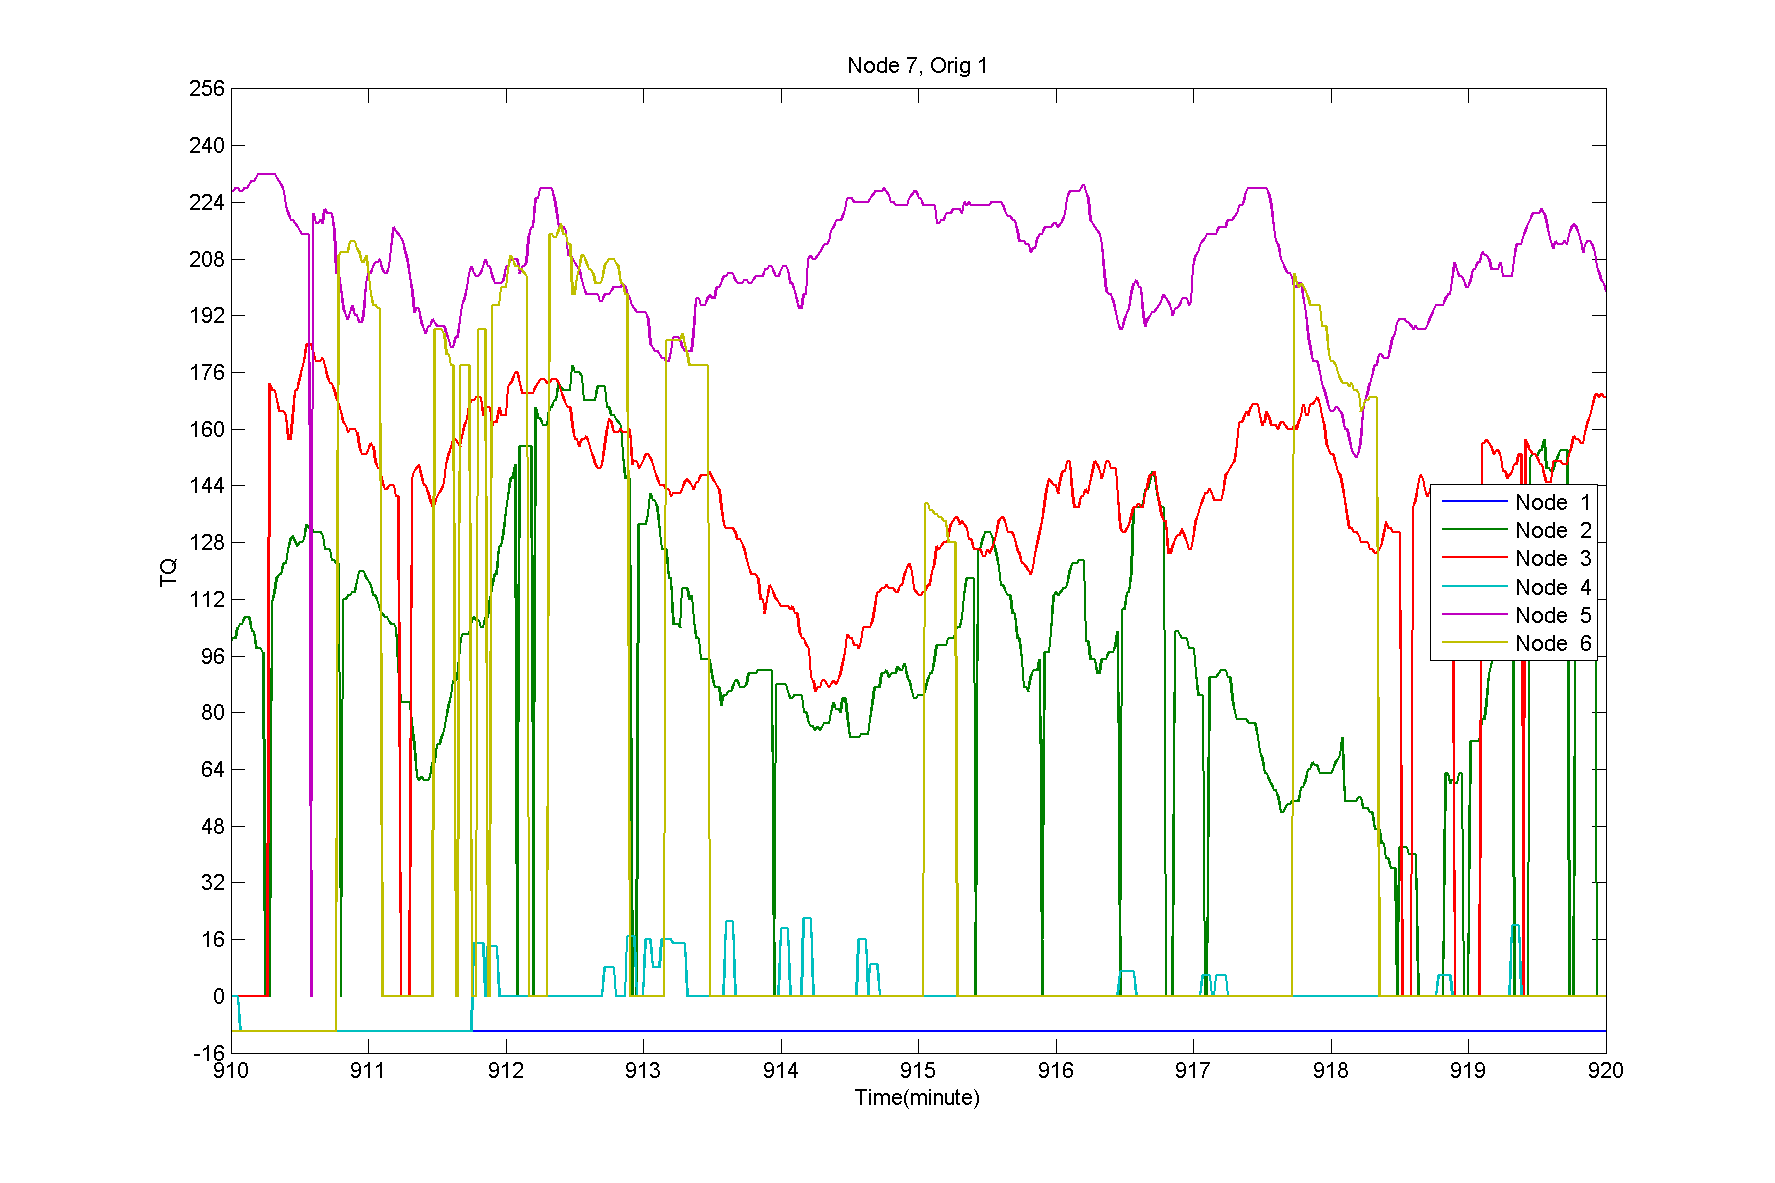 Node 7, Orig 1
256
240
224
208
192
176
160
144
128
112
96
80
64
48
32
16
0
-16
TQ
Node 1
Node 2
Node 3
Node 4
Node 5
Node 6
910 911 912 913 914 915 916 917 918 919 920
Time(minute)